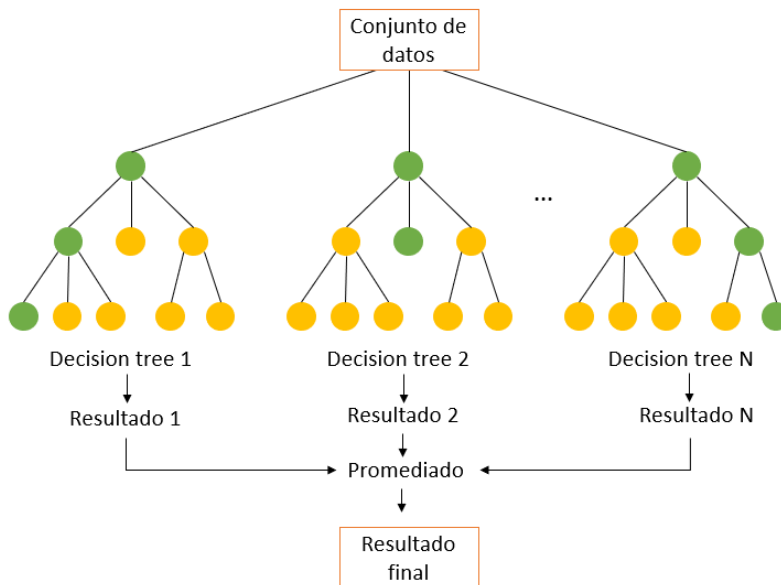 Conjunto de
datos
...
Decision tree 1
Decision tree 2
Decision tree N
Resultado 1
Resultado 2
Resultado N
Promediado
Resultado
final